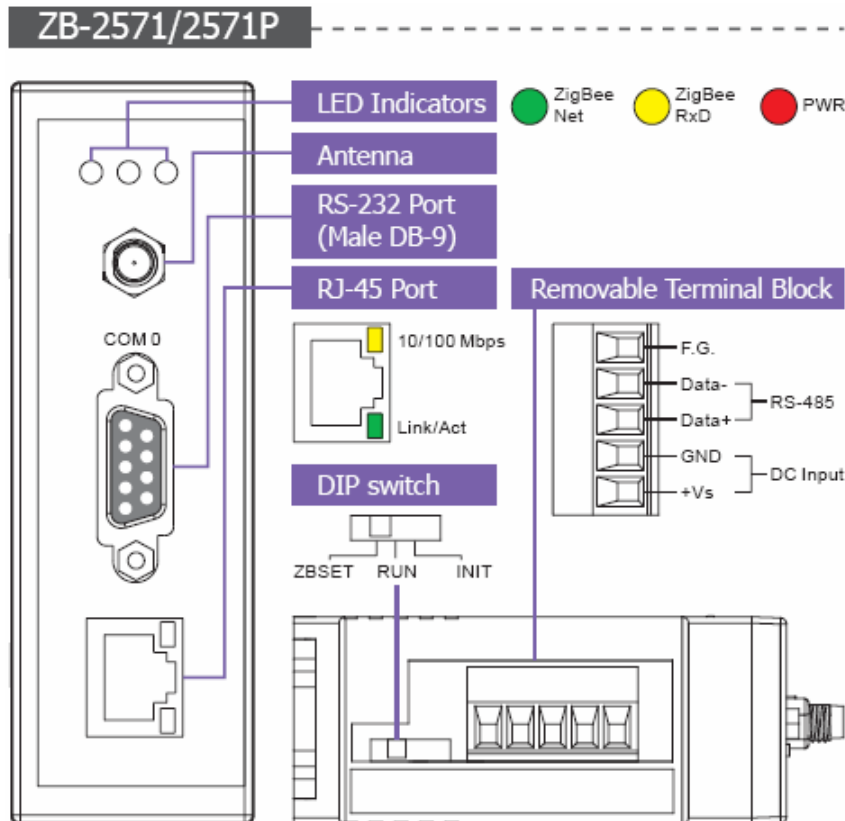 ZB-2571/2571P
LED Indicators
ZigBee
Net
ZigBee
RxD
PWR
Antenna
RS-232 Port
(Male DB-9)
RJ-45 Port
Removable Terminal Block
COM 0
10/100 Mbps
Link/Act
F.G.
Data-
Data+
RS-485
GND
+Vs
DC Input
DIP switch
ZBSET RUN INIT